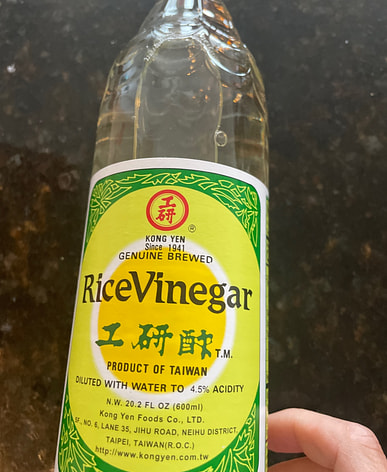 工
研
®
KONG YEN
Since 1941
GENUINE BREWED
RiceVinegar
工研酢 T.M.
PRODUCT OF TAIWAN
DILUTED WITH WATER TO 4.5% ACIDITY
N.W. 20.2 FL OZ (600ml)
Kong Yen Foods Co., LTD.
5F., NO. 6, LANE 35, JIHU ROAD, NEIHU DISTRICT,
TAIPEI, TAIWAN(R.O.C.)
http://www.kongyen.com.tw